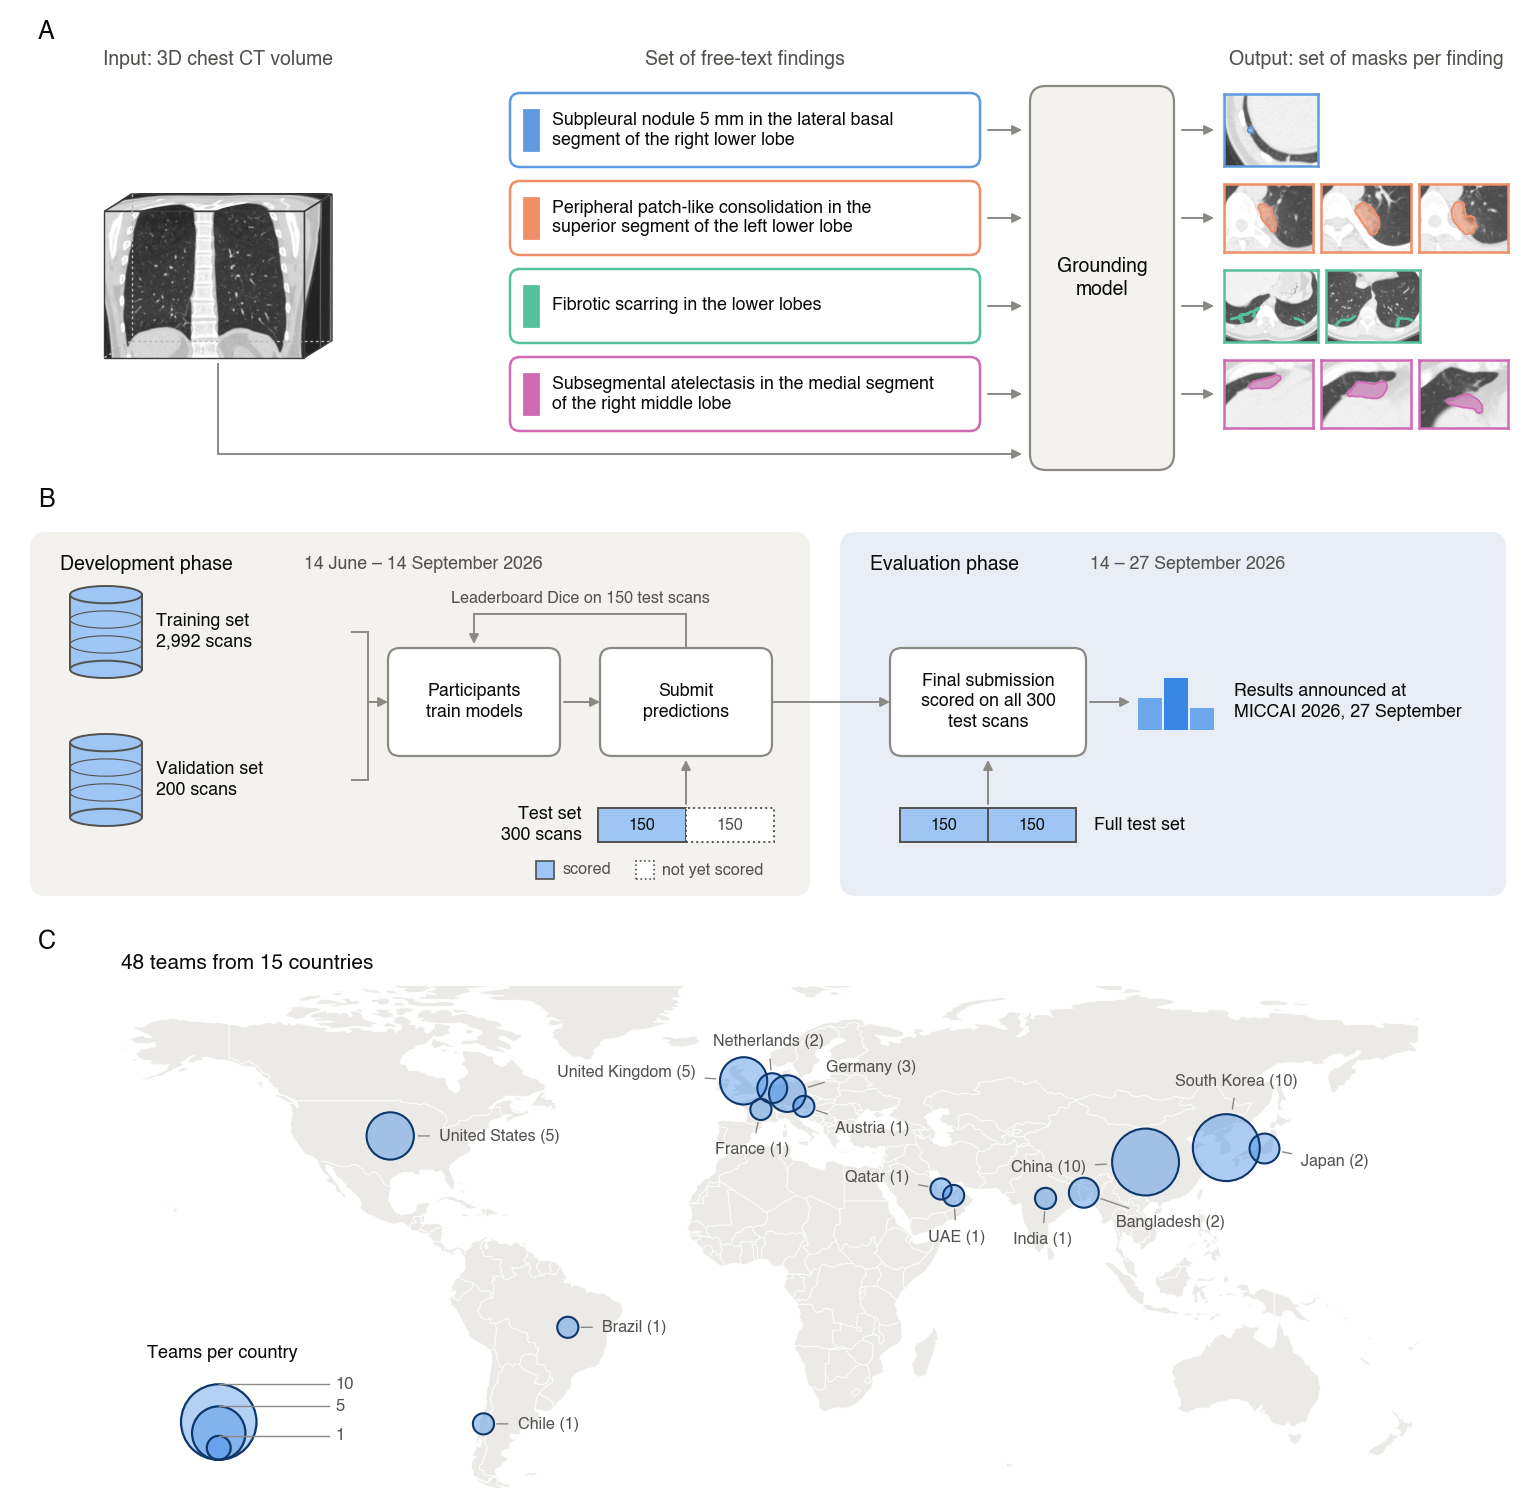 A
Input: 3D chest CT volume
Set of free-text findings
Output: set of masks per finding
Subpleural nodule 5 mm in the lateral basal
segment of the right lower lobe
Peripheral patch-like consolidation in the
superior segment of the left lower lobe
Fibrotic scarring in the lower lobes
Subsegmental atelectasis in the medial segment
of the right middle lobe
Grounding
model
B
Development phase
14 June – 14 September 2026
Leaderboard Dice on 150 test scans
Training set
2,992 scans
Validation set
200 scans
Participants
train models
Submit
predictions
Test set
300 scans
150
150
scored
not yet scored
Evaluation phase
14 – 27 September 2026
Final submission
scored on all 300
test scans
Results announced at
MICCAI 2026, 27 September
150
150
Full test set
C
48 teams from 15 countries
Netherlands (2)
United Kingdom (5)
Germany (3)
South Korea (10)
United States (5)
Austria (1)
France (1)
Japan (2)
China (10)
Qatar (1)
Bangladesh (2)
UAE (1)
India (1)
Brazil (1)
Chile (1)
Teams per country
10
5
1